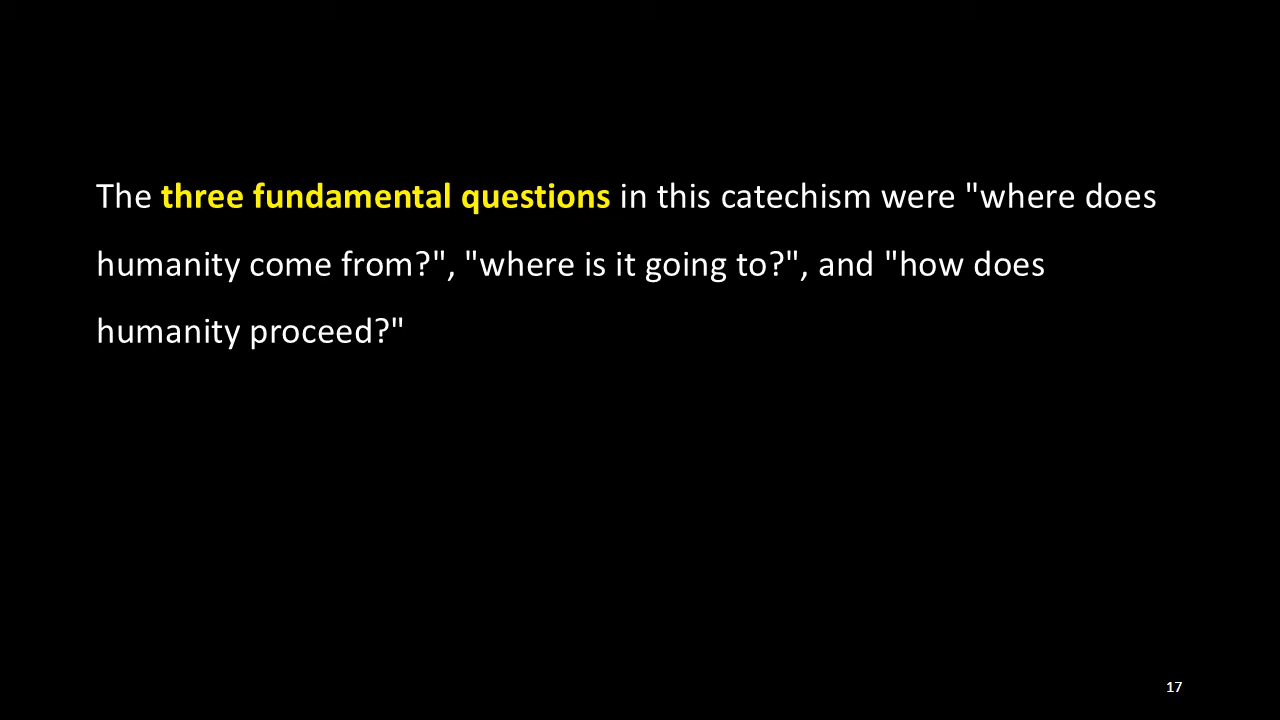 The three fundamental questions in this catechism were "where does
humanity come from?", "where is it going to?", and "how does
humanity proceed?"
17